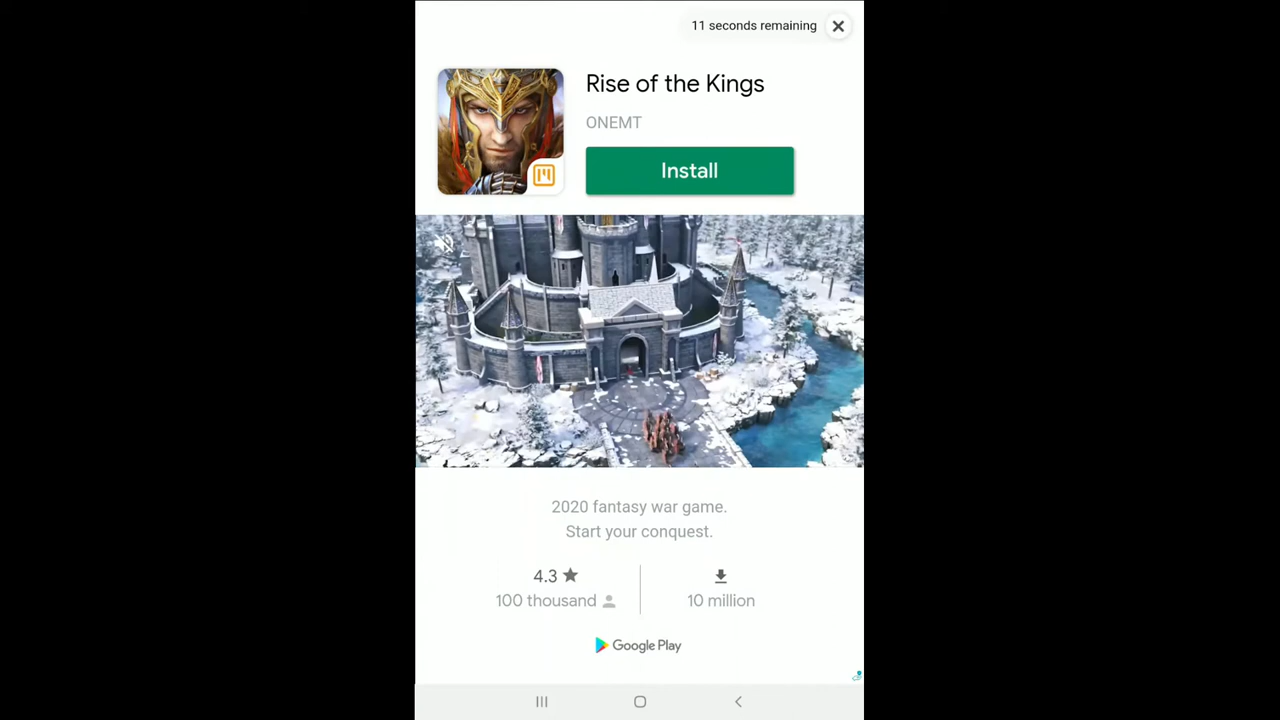 11 seconds remaining
Rise of the Kings
ONEMT
Install
2020 fantasy war game.
Start your conquest.
4.3
100 thousand
10 million
Google Play